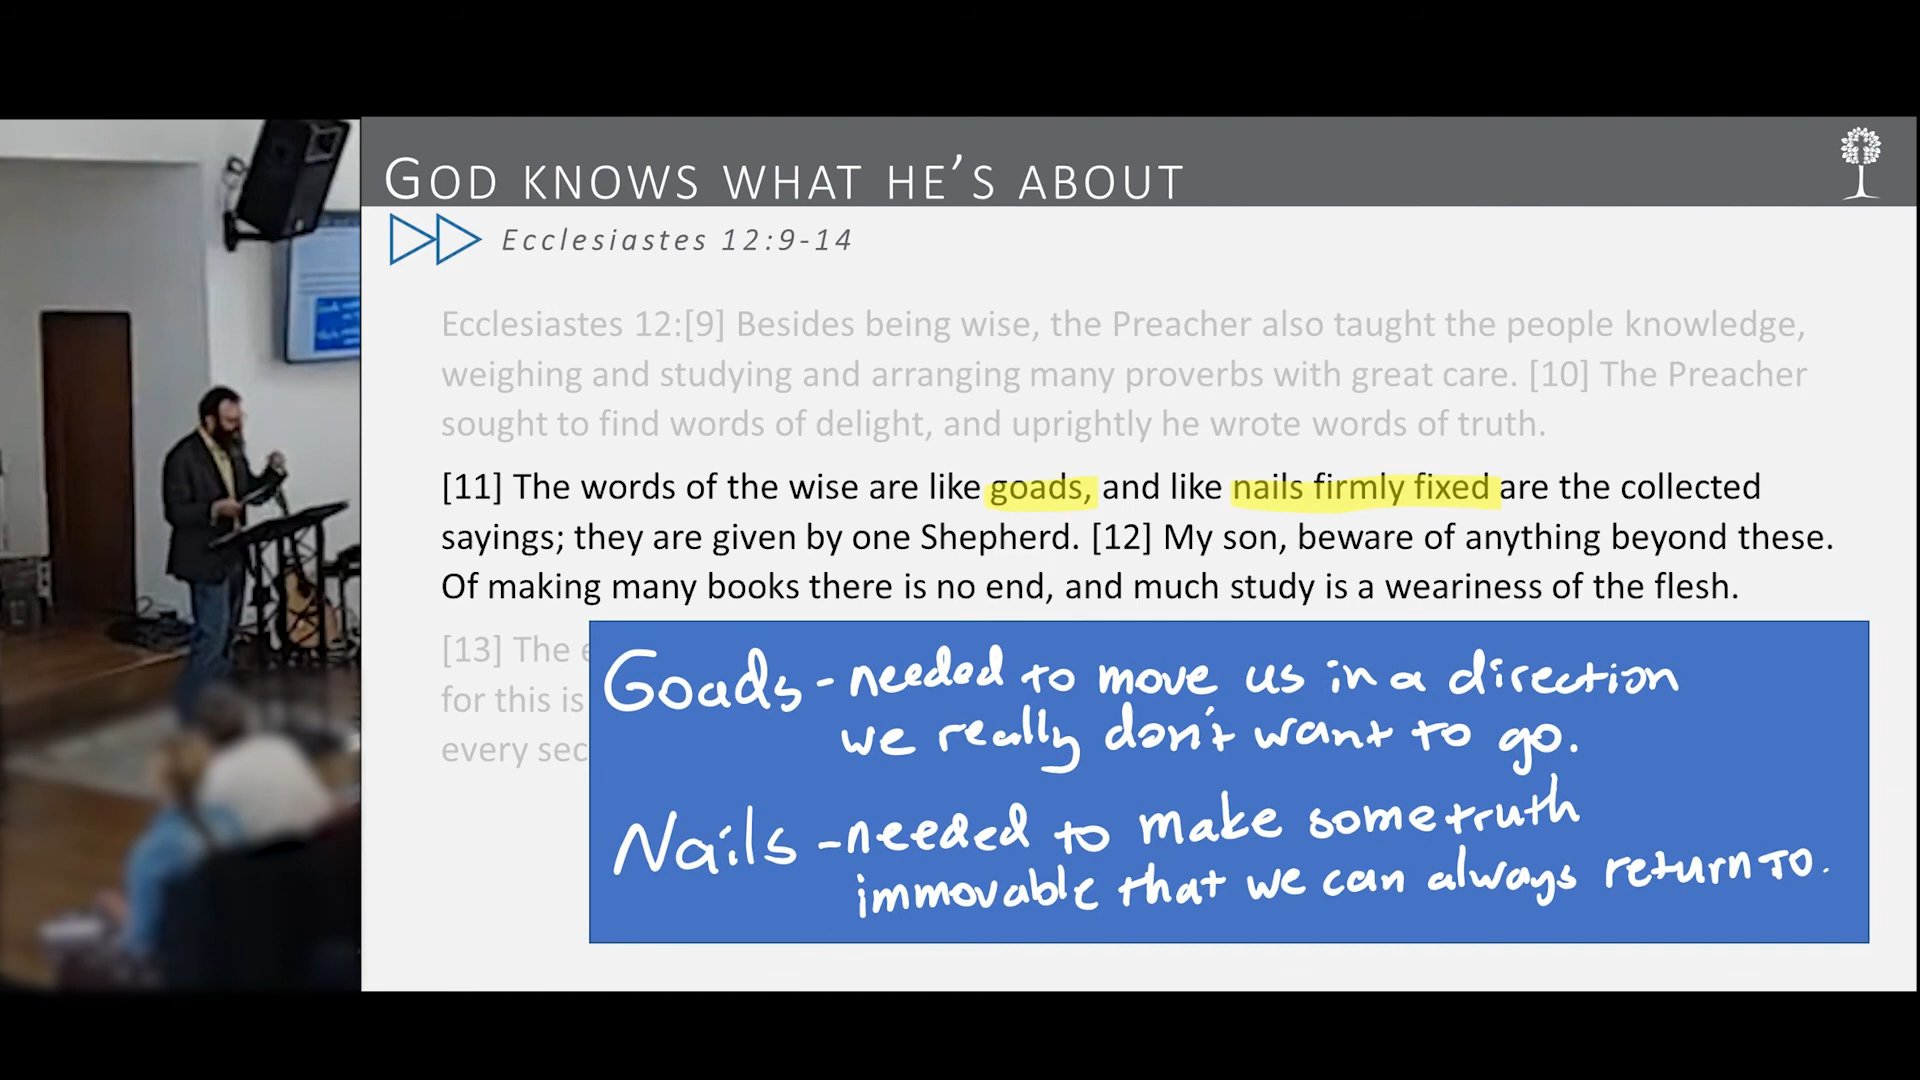 GOD KNOWS WHAT HE'S ABOUT
Ecclesiastes 12:9-14
Ecclesiastes 12:[9] Besides being wise, the Preacher also taught the people knowledge,
weighing and studying and arranging many proverbs with great care. [10] The Preacher
sought to find words of delight, and uprightly he wrote words of truth.
[11] The words of the wise are like goads, and like nails firmly fixed are the collected
sayings; they are given by one Shepherd. [12] My son, beware of anything beyond these.
Of making many books there is no end, and much study is a weariness of the flesh.
[13] The
for this is
every sec
Goads - needed to move us in a direction
we really don't want to go.
Nails - needed to make some truth
immovable that we can always return to.